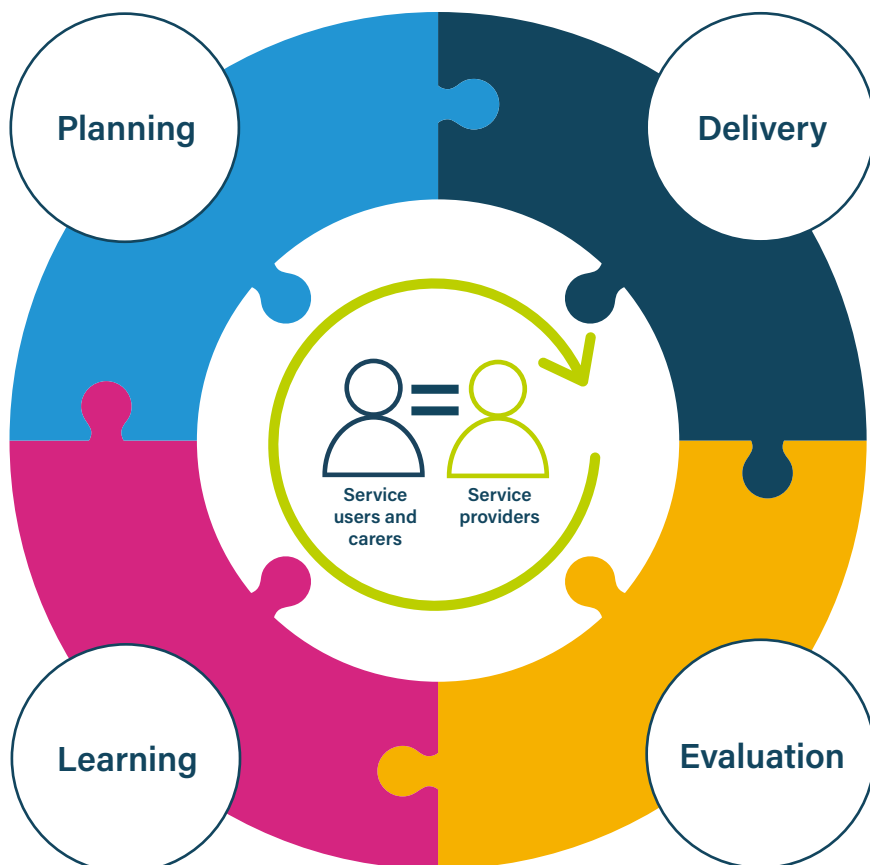 Planning
Delivery
Service
users and
carers
Service
providers
Learning
Evaluation